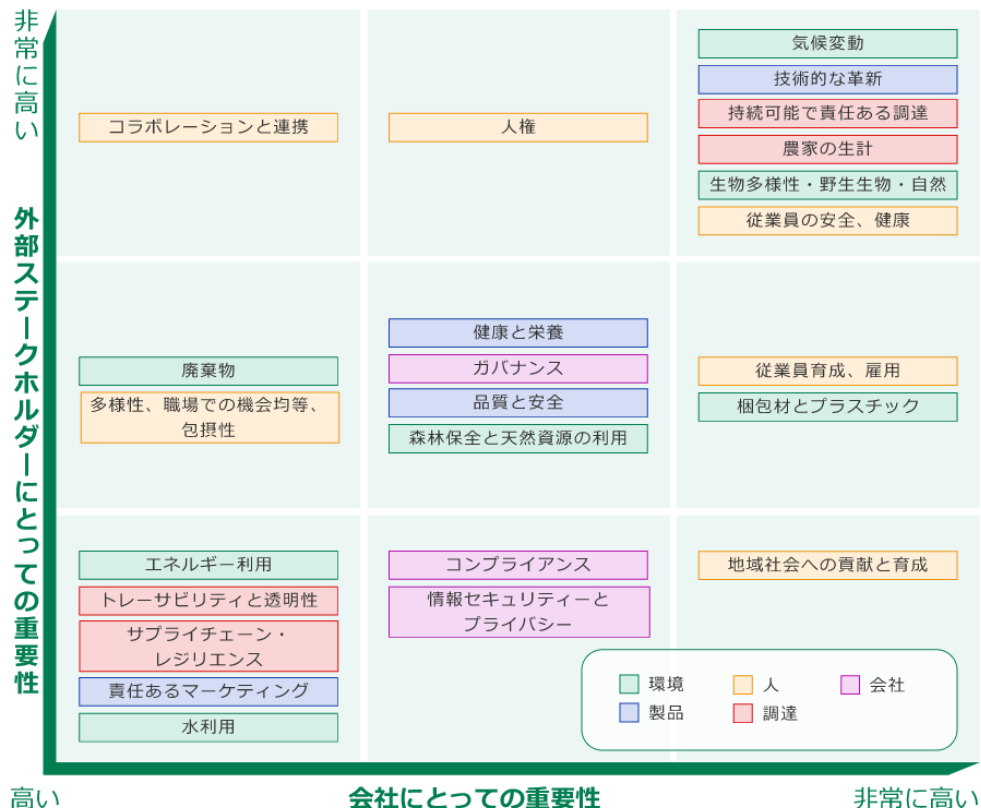 非常に高い
外部ステークホルダーにとっての重要性
コラボレーションと連携
人権
気候変動
技術的な革新
持続可能で責任ある調達
農家の生計
生物多様性・野生生物・自然
従業員の安全、健康
廃棄物
多様性、職場での機会均等、
包摂性
健康と栄養
ガバナンス
品質と安全
森林保全と天然資源の利用
従業員育成、雇用
梱包材とプラスチック
エネルギー利用
トレーサビリティと透明性
サプライチェーン・
レジリエンス
責任あるマーケティング
水利用
コンプライアンス
情報セキュリティーと
プライバシー
地域社会への貢献と育成
環境
人
会社
製品
調達
高い
会社にとっての重要性
非常に高い